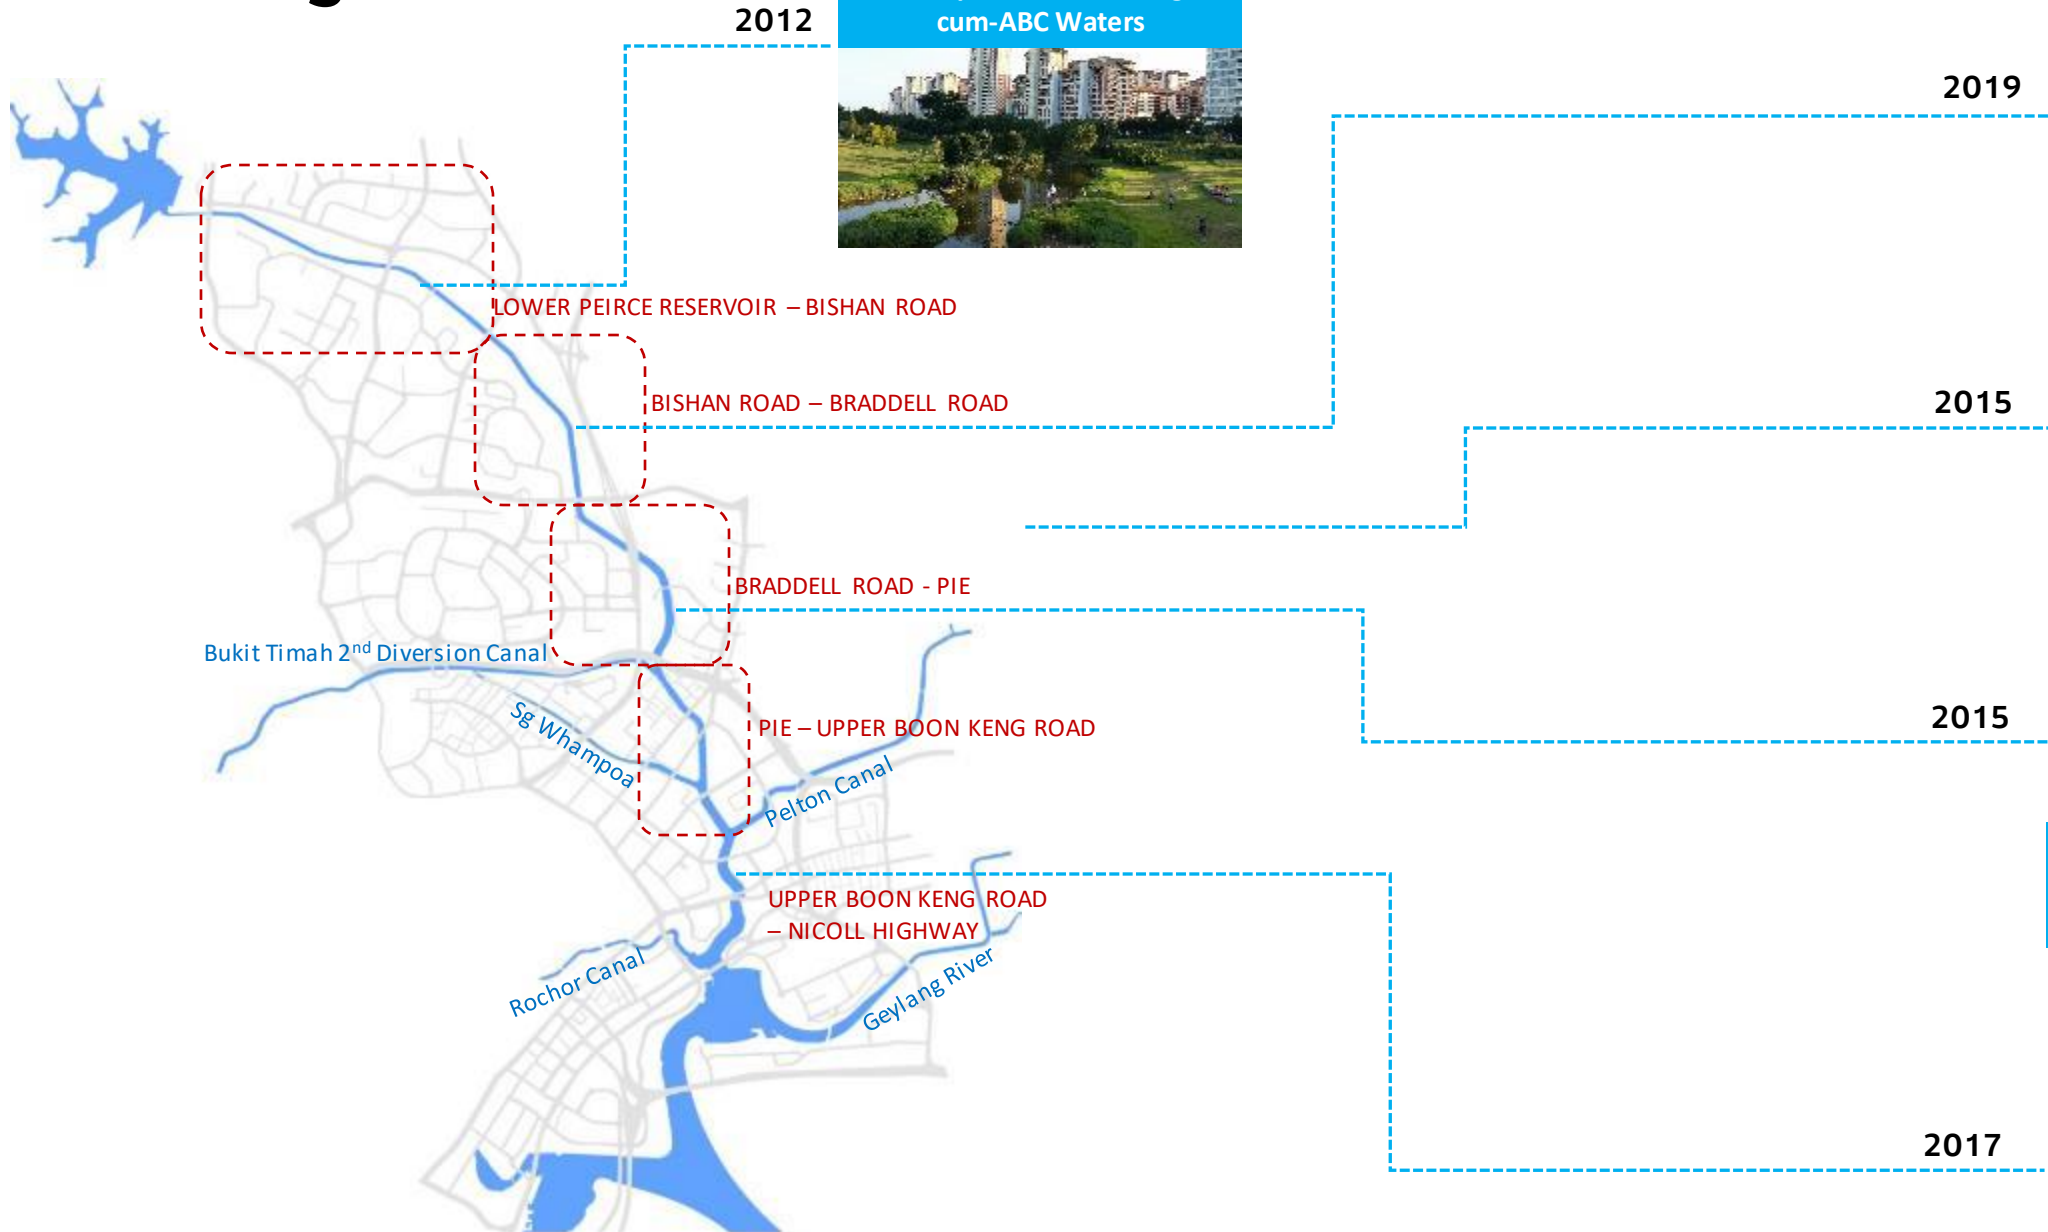 2012
cum-ABC Waters
2019
LOWER PEIRCE RESERVOIR – BISHAN ROAD
BISHAN ROAD – BRADDELL ROAD
2015
BRADDELL ROAD - PIE
Bukit Timah 2nd Diversion Canal
Sg Whampoa
PIE – UPPER BOON KENG ROAD
2015
Pelton Canal
UPPER BOON KENG ROAD
– NICOLL HIGHWAY
Rochor Canal
Geylang River
2017